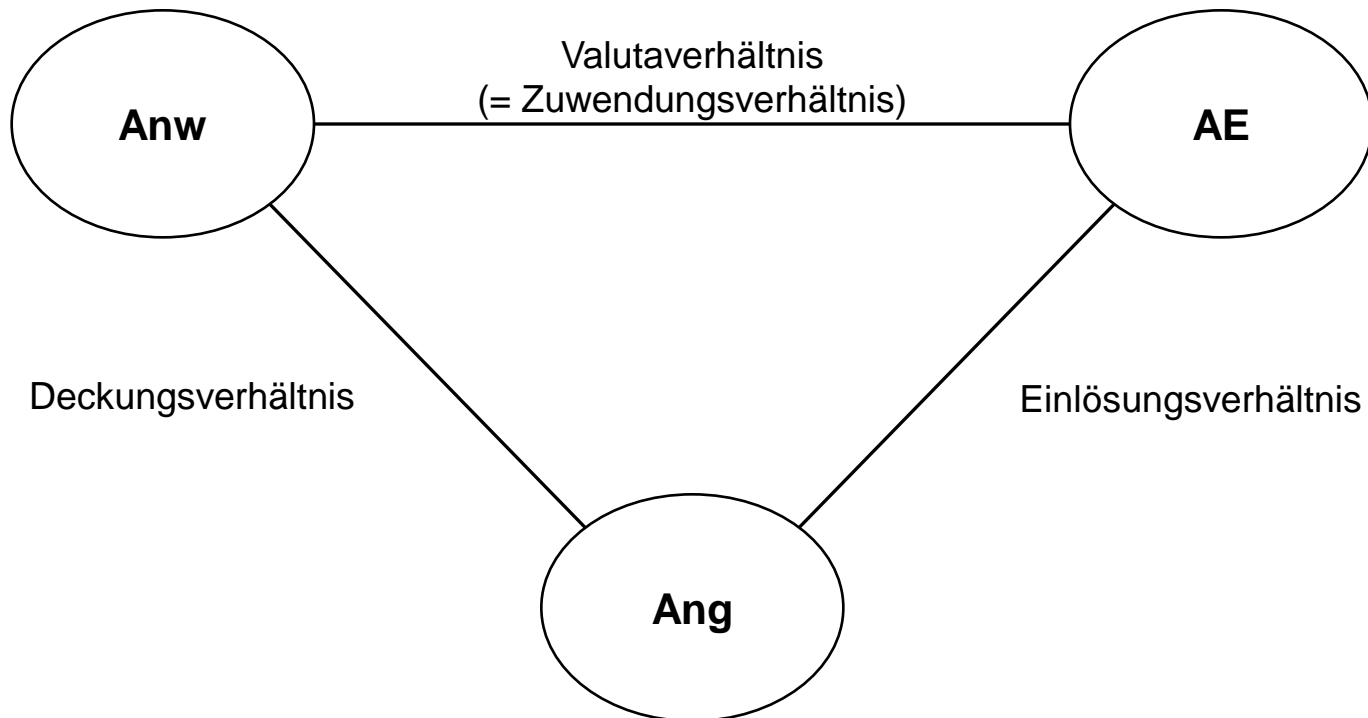 Valutaverhältnis
(= Zuwendungsverhältnis)
Anw
AE
Deckungsverhältnis
Einlösungsverhältnis
Ang